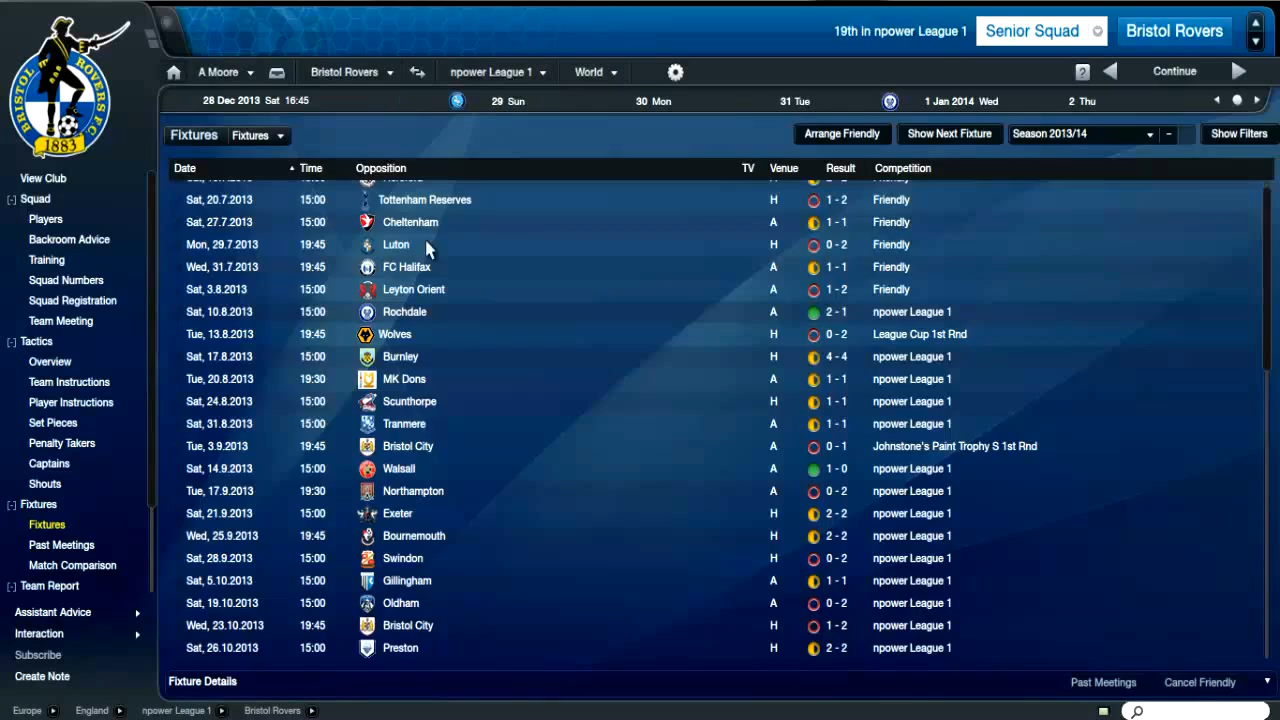 19th in npower League 1 Senior Squad Bristol Rovers
A Moore Bristol Rovers npower League 1 World ? Continue
28 Dec 2013 Sat 16:45 29 Sun 30 Mon 31 Tue 1 Jan 2014 Wed 2 Thu
BRISTOL ROVERS F.C.
1883
Fixtures Fixtures Arrange Friendly Show Next Fixture Season 2013/14 - Show Filters
Date Time Opposition TV Venue Result Competition
Sat, 20.7.2013 15:00 Tottenham Reserves H 1 - 2 Friendly
Sat, 27.7.2013 15:00 Cheltenham A 1 - 1 Friendly
Mon, 29.7.2013 19:45 Luton H 0 - 2 Friendly
Wed, 31.7.2013 19:45 FC Halifax A 1 - 1 Friendly
Sat, 3.8.2013 15:00 Leyton Orient A 1 - 2 Friendly
Sat, 10.8.2013 15:00 Rochdale A 2 - 1 npower League 1
Tue, 13.8.2013 19:45 Wolves H 0 - 2 League Cup 1st Rnd
Sat, 17.8.2013 15:00 Burnley H 4 - 4 npower League 1
Tue, 20.8.2013 19:30 MK Dons A 1 - 1 npower League 1
Sat, 24.8.2013 15:00 Scunthorpe H 1 - 1 npower League 1
Sat, 31.8.2013 15:00 Tranmere A 1 - 1 npower League 1
Tue, 3.9.2013 19:45 Bristol City A 0 - 1 Johnstone's Paint Trophy S 1st Rnd
Sat, 14.9.2013 15:00 Walsall A 1 - 0 npower League 1
Tue, 17.9.2013 19:30 Northampton A 0 - 2 npower League 1
Sat, 21.9.2013 15:00 Exeter H 2 - 2 npower League 1
Wed, 25.9.2013 19:45 Bournemouth H 2 - 2 npower League 1
Sat, 28.9.2013 15:00 Swindon H 0 - 2 npower League 1
Sat, 5.10.2013 15:00 Gillingham A 1 - 1 npower League 1
Sat, 19.10.2013 15:00 Oldham A 0 - 2 npower League 1
Wed, 23.10.2013 19:45 Bristol City H 1 - 2 npower League 1
Sat, 26.10.2013 15:00 Preston H 2 - 2 npower League 1
Fixture Details Past Meetings Cancel Friendly
View Club
Squad
Players
Backroom Advice
Training
Squad Numbers
Squad Registration
Team Meeting
Tactics
Overview
Team Instructions
Player Instructions
Set Pieces
Penalty Takers
Captains
Shouts
Fixtures
Fixtures
Past Meetings
Match Comparison
Team Report
Assistant Advice
Interaction
Subscribe
Create Note
Europe England npower League 1 Bristol Rovers